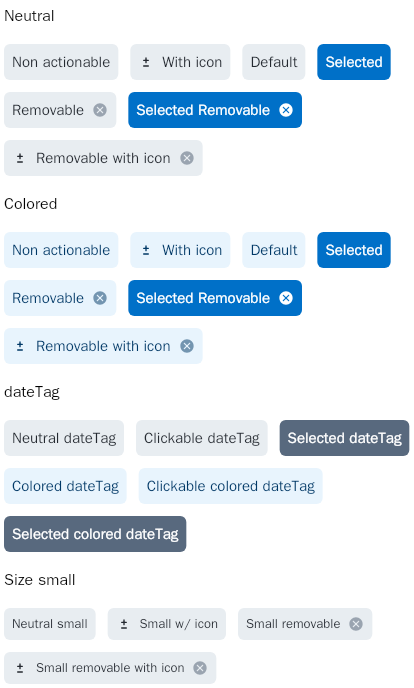 Neutral
Non actionable ± With icon Default Selected
Removable Selected Removable
± Removable with icon
Colored
Non actionable ± With icon Default Selected
Removable Selected Removable
± Removable with icon
dateTag
Neutral dateTag Clickable dateTag Selected dateTag
Colored dateTag Clickable colored dateTag
Selected colored dateTag
Size small
Neutral small ± Small w/ icon Small removable
± Small removable with icon